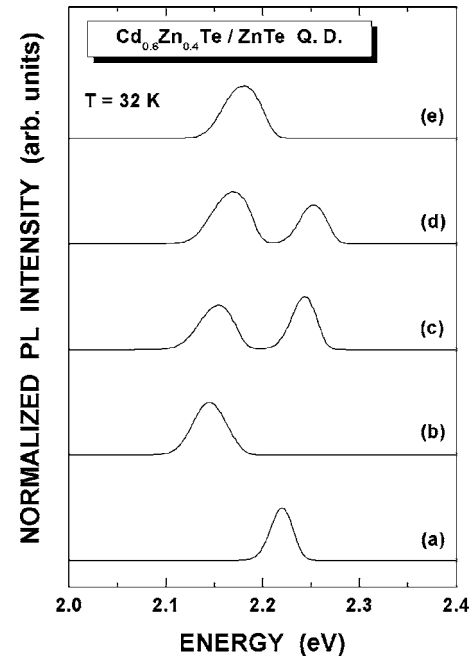 Cd0.6Zn0.4Te / ZnTe Q. D.
T = 32 K
(e)
(d)
(c)
(b)
(a)
NORMALIZED PL INTENSITY (arb. units)
2.0 2.1 2.2 2.3 2.4
ENERGY (eV)